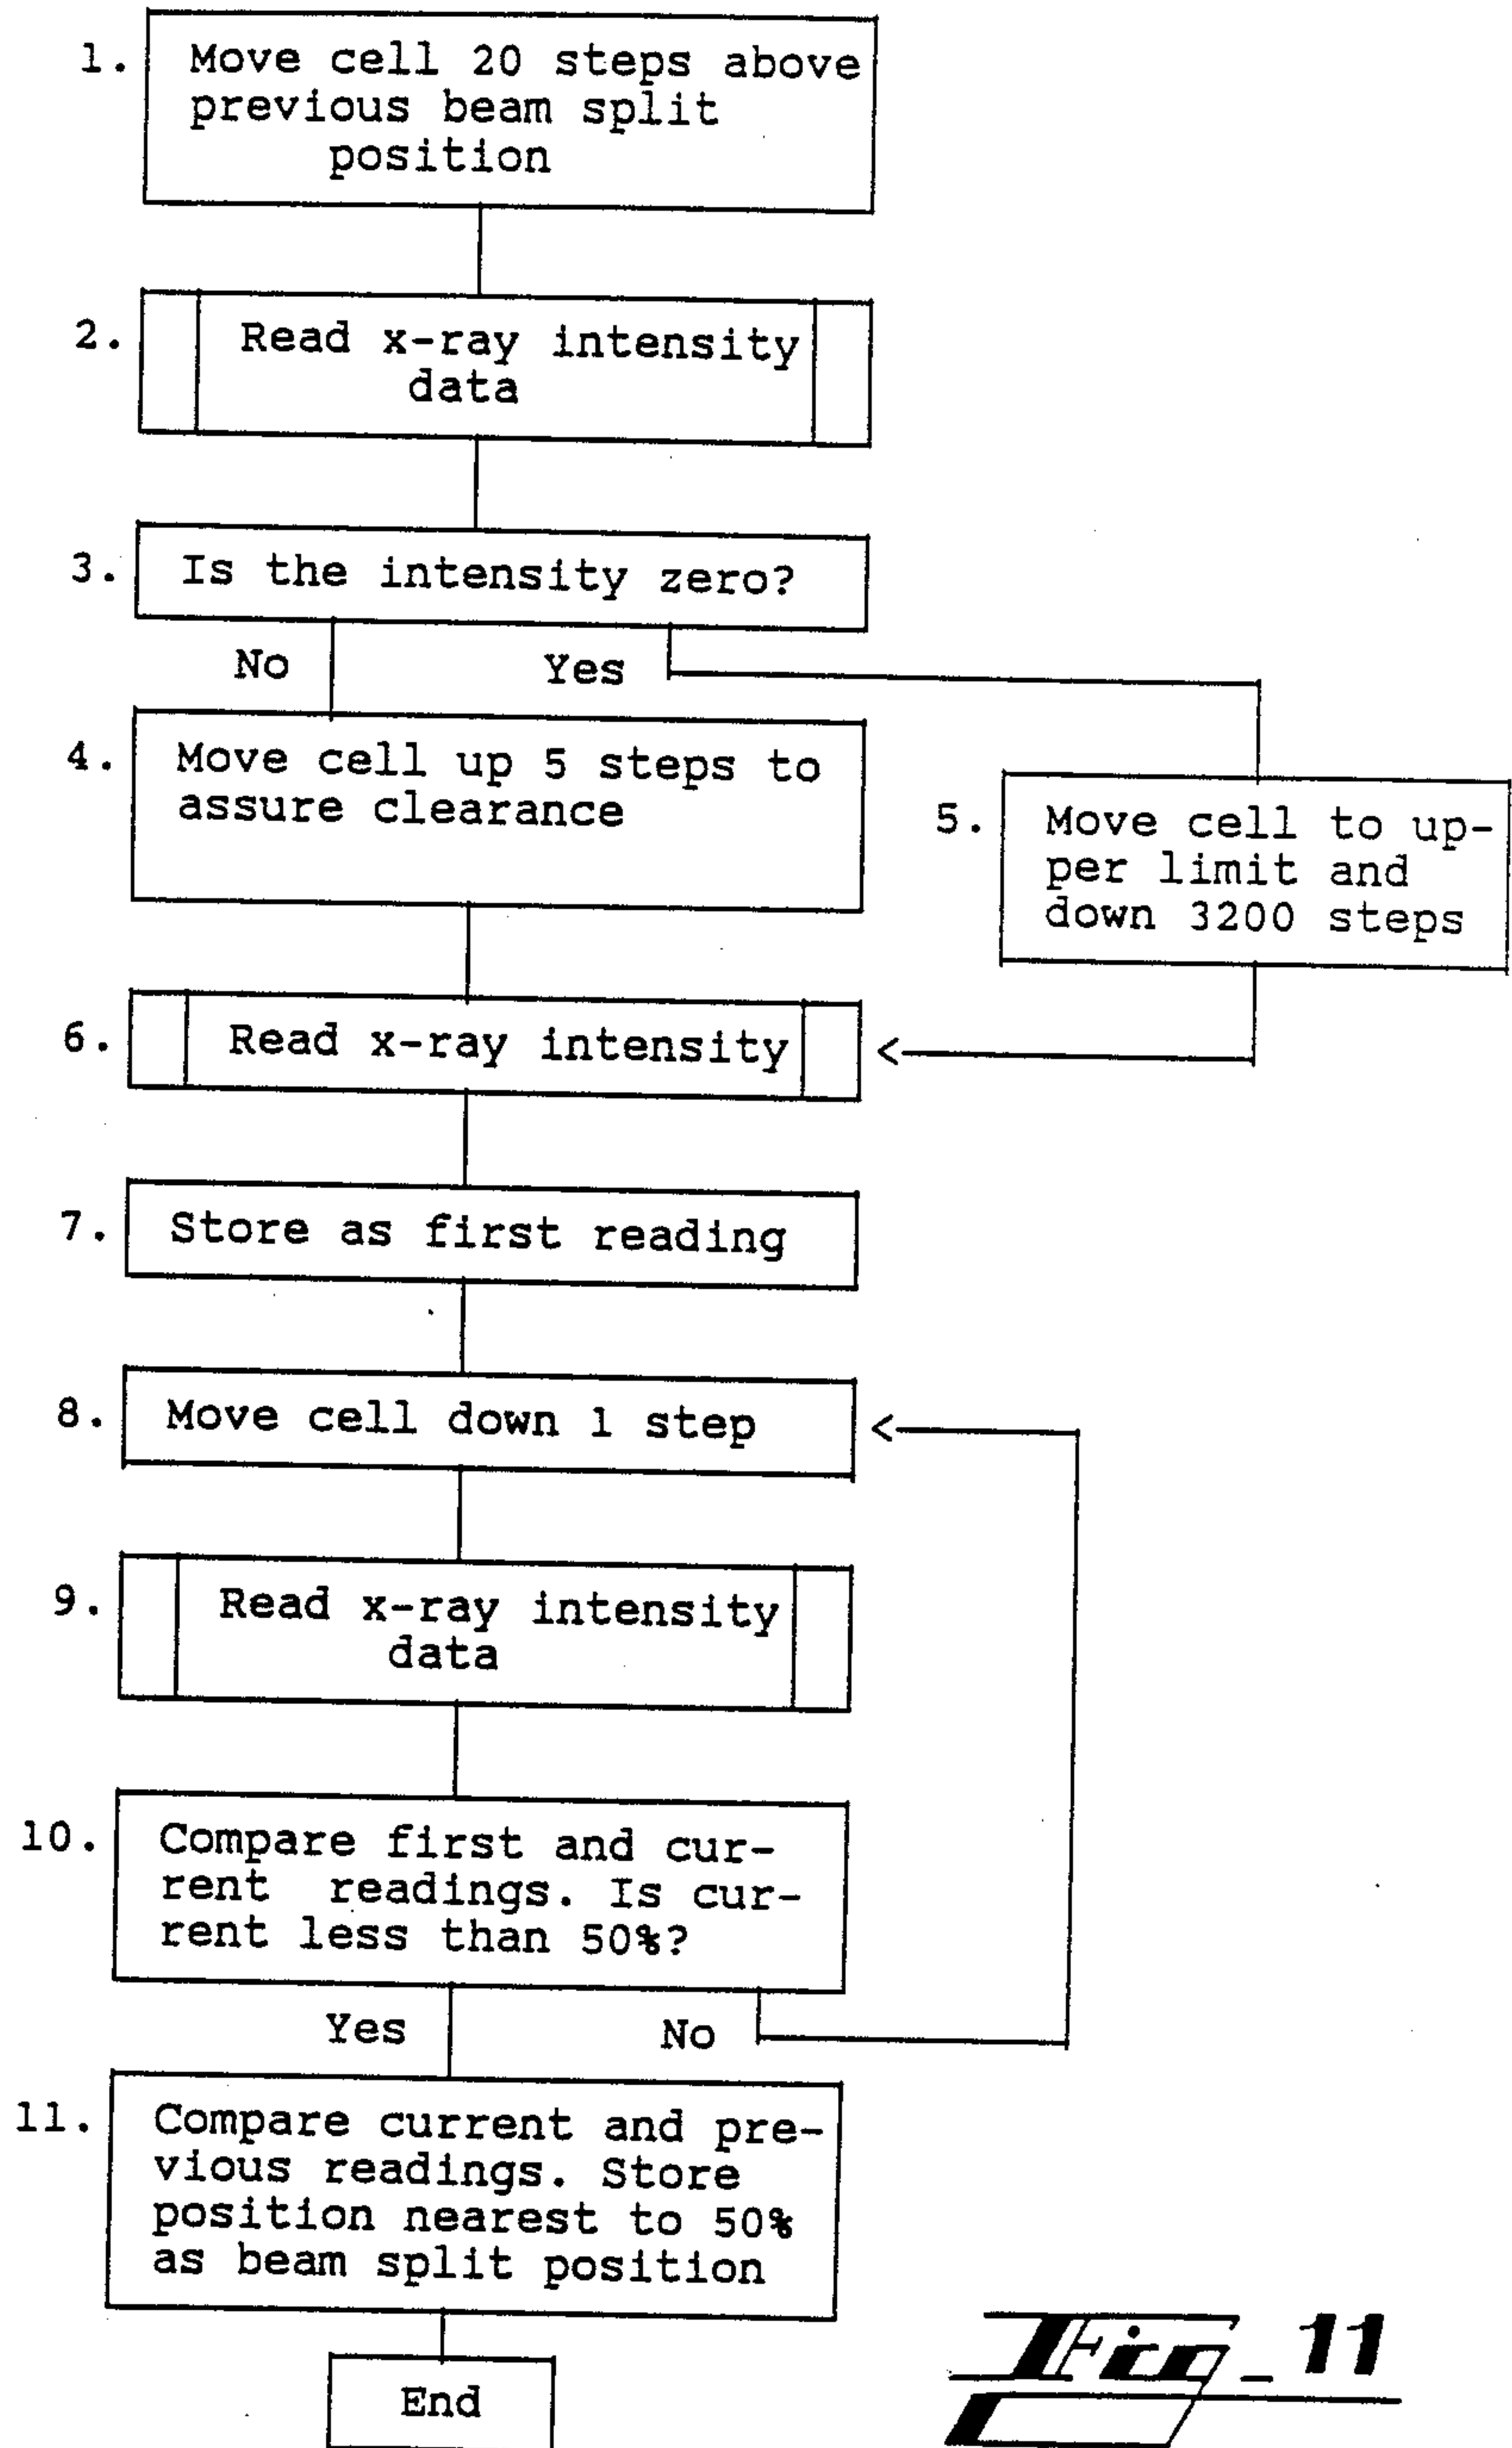 1. Move cell 20 steps above
previous beam split
position
2. Read x-ray intensity
data
3. Is the intensity zero?
No Yes
4. Move cell up 5 steps to
assure clearance
5. Move cell to up-
per limit and
down 3200 steps
6. Read x-ray intensity
<
7. Store as first reading
8. Move cell down 1 step
<
9. Read x-ray intensity
data
10. Compare first and cur-
rent readings. Is cur-
rent less than 50%?
Yes No
11. Compare current and pre-
vious readings. Store
position nearest to 50%
as beam split position
End
Fig_11